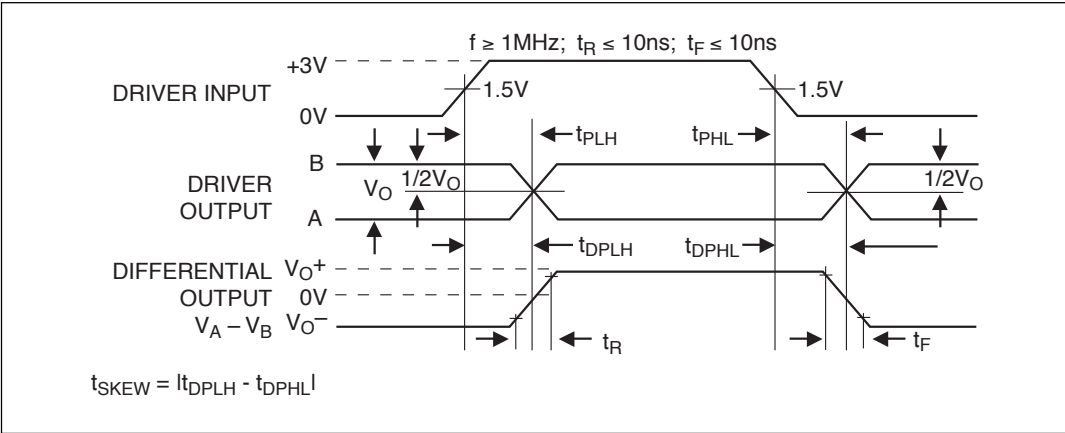 f ≥ 1MHz; tR ≤ 10ns; tF ≤ 10ns
+3V
DRIVER INPUT
1.5V
1.5V
0V
tPLH
tPHL
B
DRIVER
OUTPUT
VO
1/2VO
1/2VO
A
tDPLH
tDPHL
DIFFERENTIAL
OUTPUT
VA – VB
VO+
0V
VO–
tR
tF
tSKEW = |tDPLH - tDPHL|